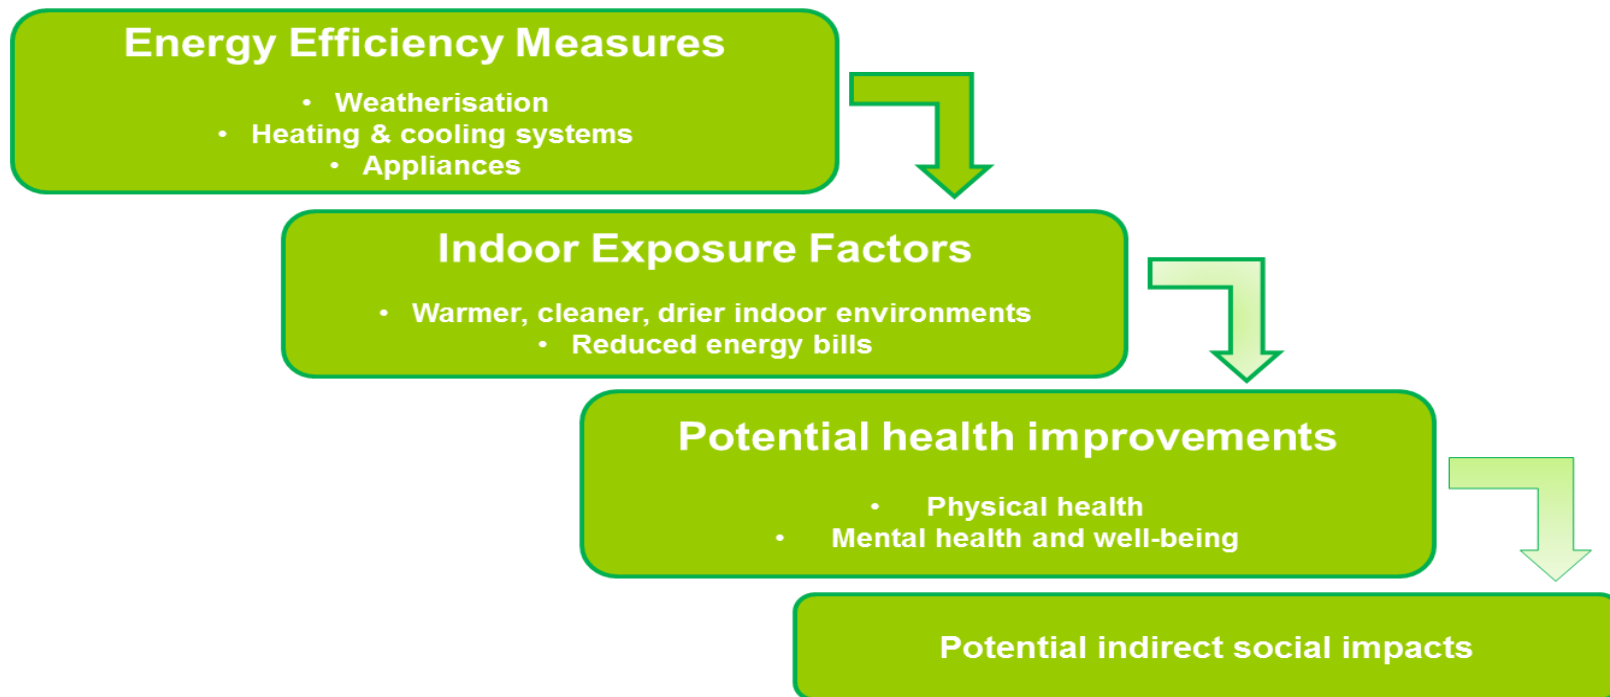 Energy Efficiency Measures
• Weatherisation
• Heating & cooling systems
• Appliances
Indoor Exposure Factors
• Warmer, cleaner, drier indoor environments
• Reduced energy bills
Potential health improvements
• Physical health
• Mental health and well-being
Potential indirect social impacts